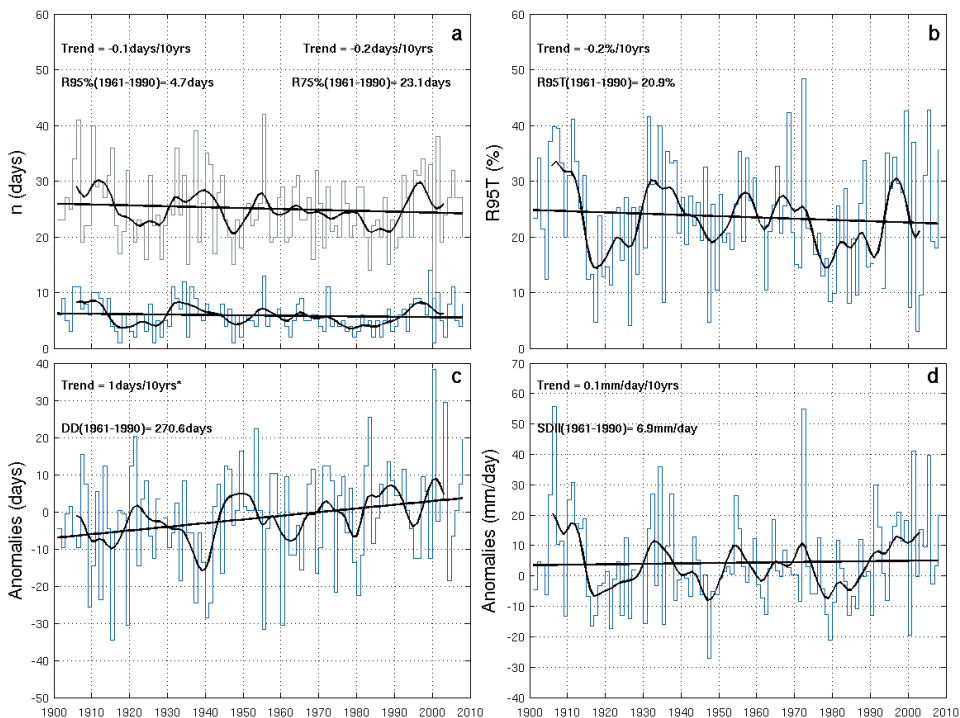 60
50
40
30
20
10
0
n (days)
a
Trend = -0.1days/10yrs
Trend = -0.2days/10yrs
R95%(1961-1990)= 4.7days
R75%(1961-1990)= 23.1days
60
50
40
30
20
10
0
R95T (%)
b
Trend = -0.2%/10yrs
R95T(1961-1990)= 20.9%
40
30
20
10
0
-10
-20
-30
-40
-50
Anomalies (days)
c
Trend = 1days/10yrs*
DD(1961-1990)= 270.6days
1900 1910 1920 1930 1940 1950 1960 1970 1980 1990 2000 2010
70
60
50
40
30
20
10
0
-10
-20
-30
-40
Anomalies (mm/day)
d
Trend = 0.1mm/day/10yrs
SDII(1961-1990)= 6.9mm/day
1900 1910 1920 1930 1940 1950 1960 1970 1980 1990 2000 2010